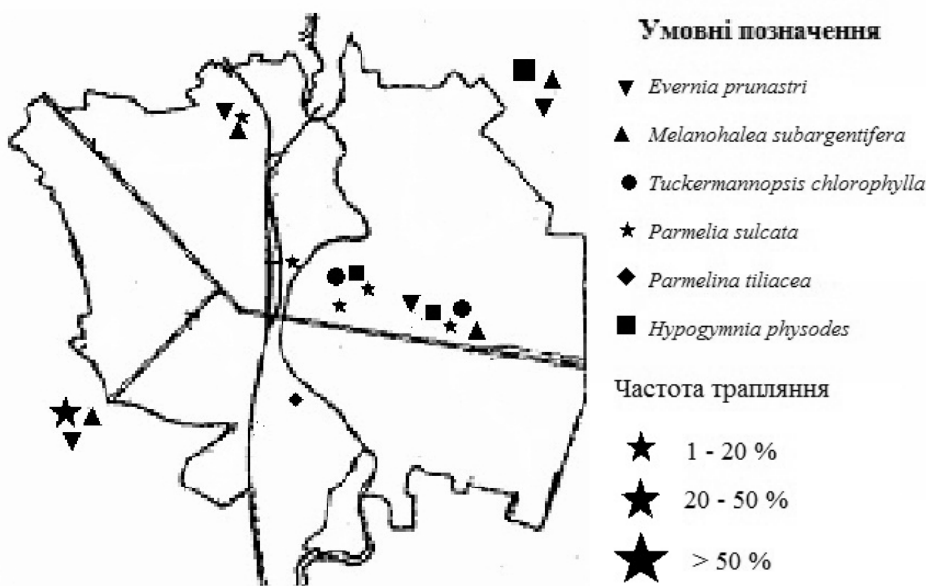 Умовні позначення
Evernia prunastri
Melanohalea subargentifera
Tuckermannopsis chlorophylla
Parmelia sulcata
Parmelina tiliacea
Hypogymnia physodes
Частота трапляння
1 - 20 %
20 - 50 %
> 50 %